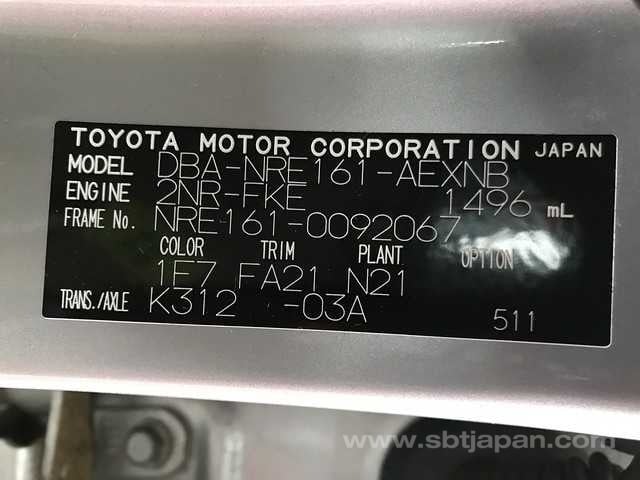 TOYOTA MOTOR CORPORATION JAPAN
MODEL DBA-NRE161-AEXNB
ENGINE 2NR-FKE 1496 mL
FRAME No. NRE161-0092067
COLOR TRIM PLANT OPTION
1F7 FA21 N21
TRANS./AXLE K312 -03A
511
www.sbtjapan.com